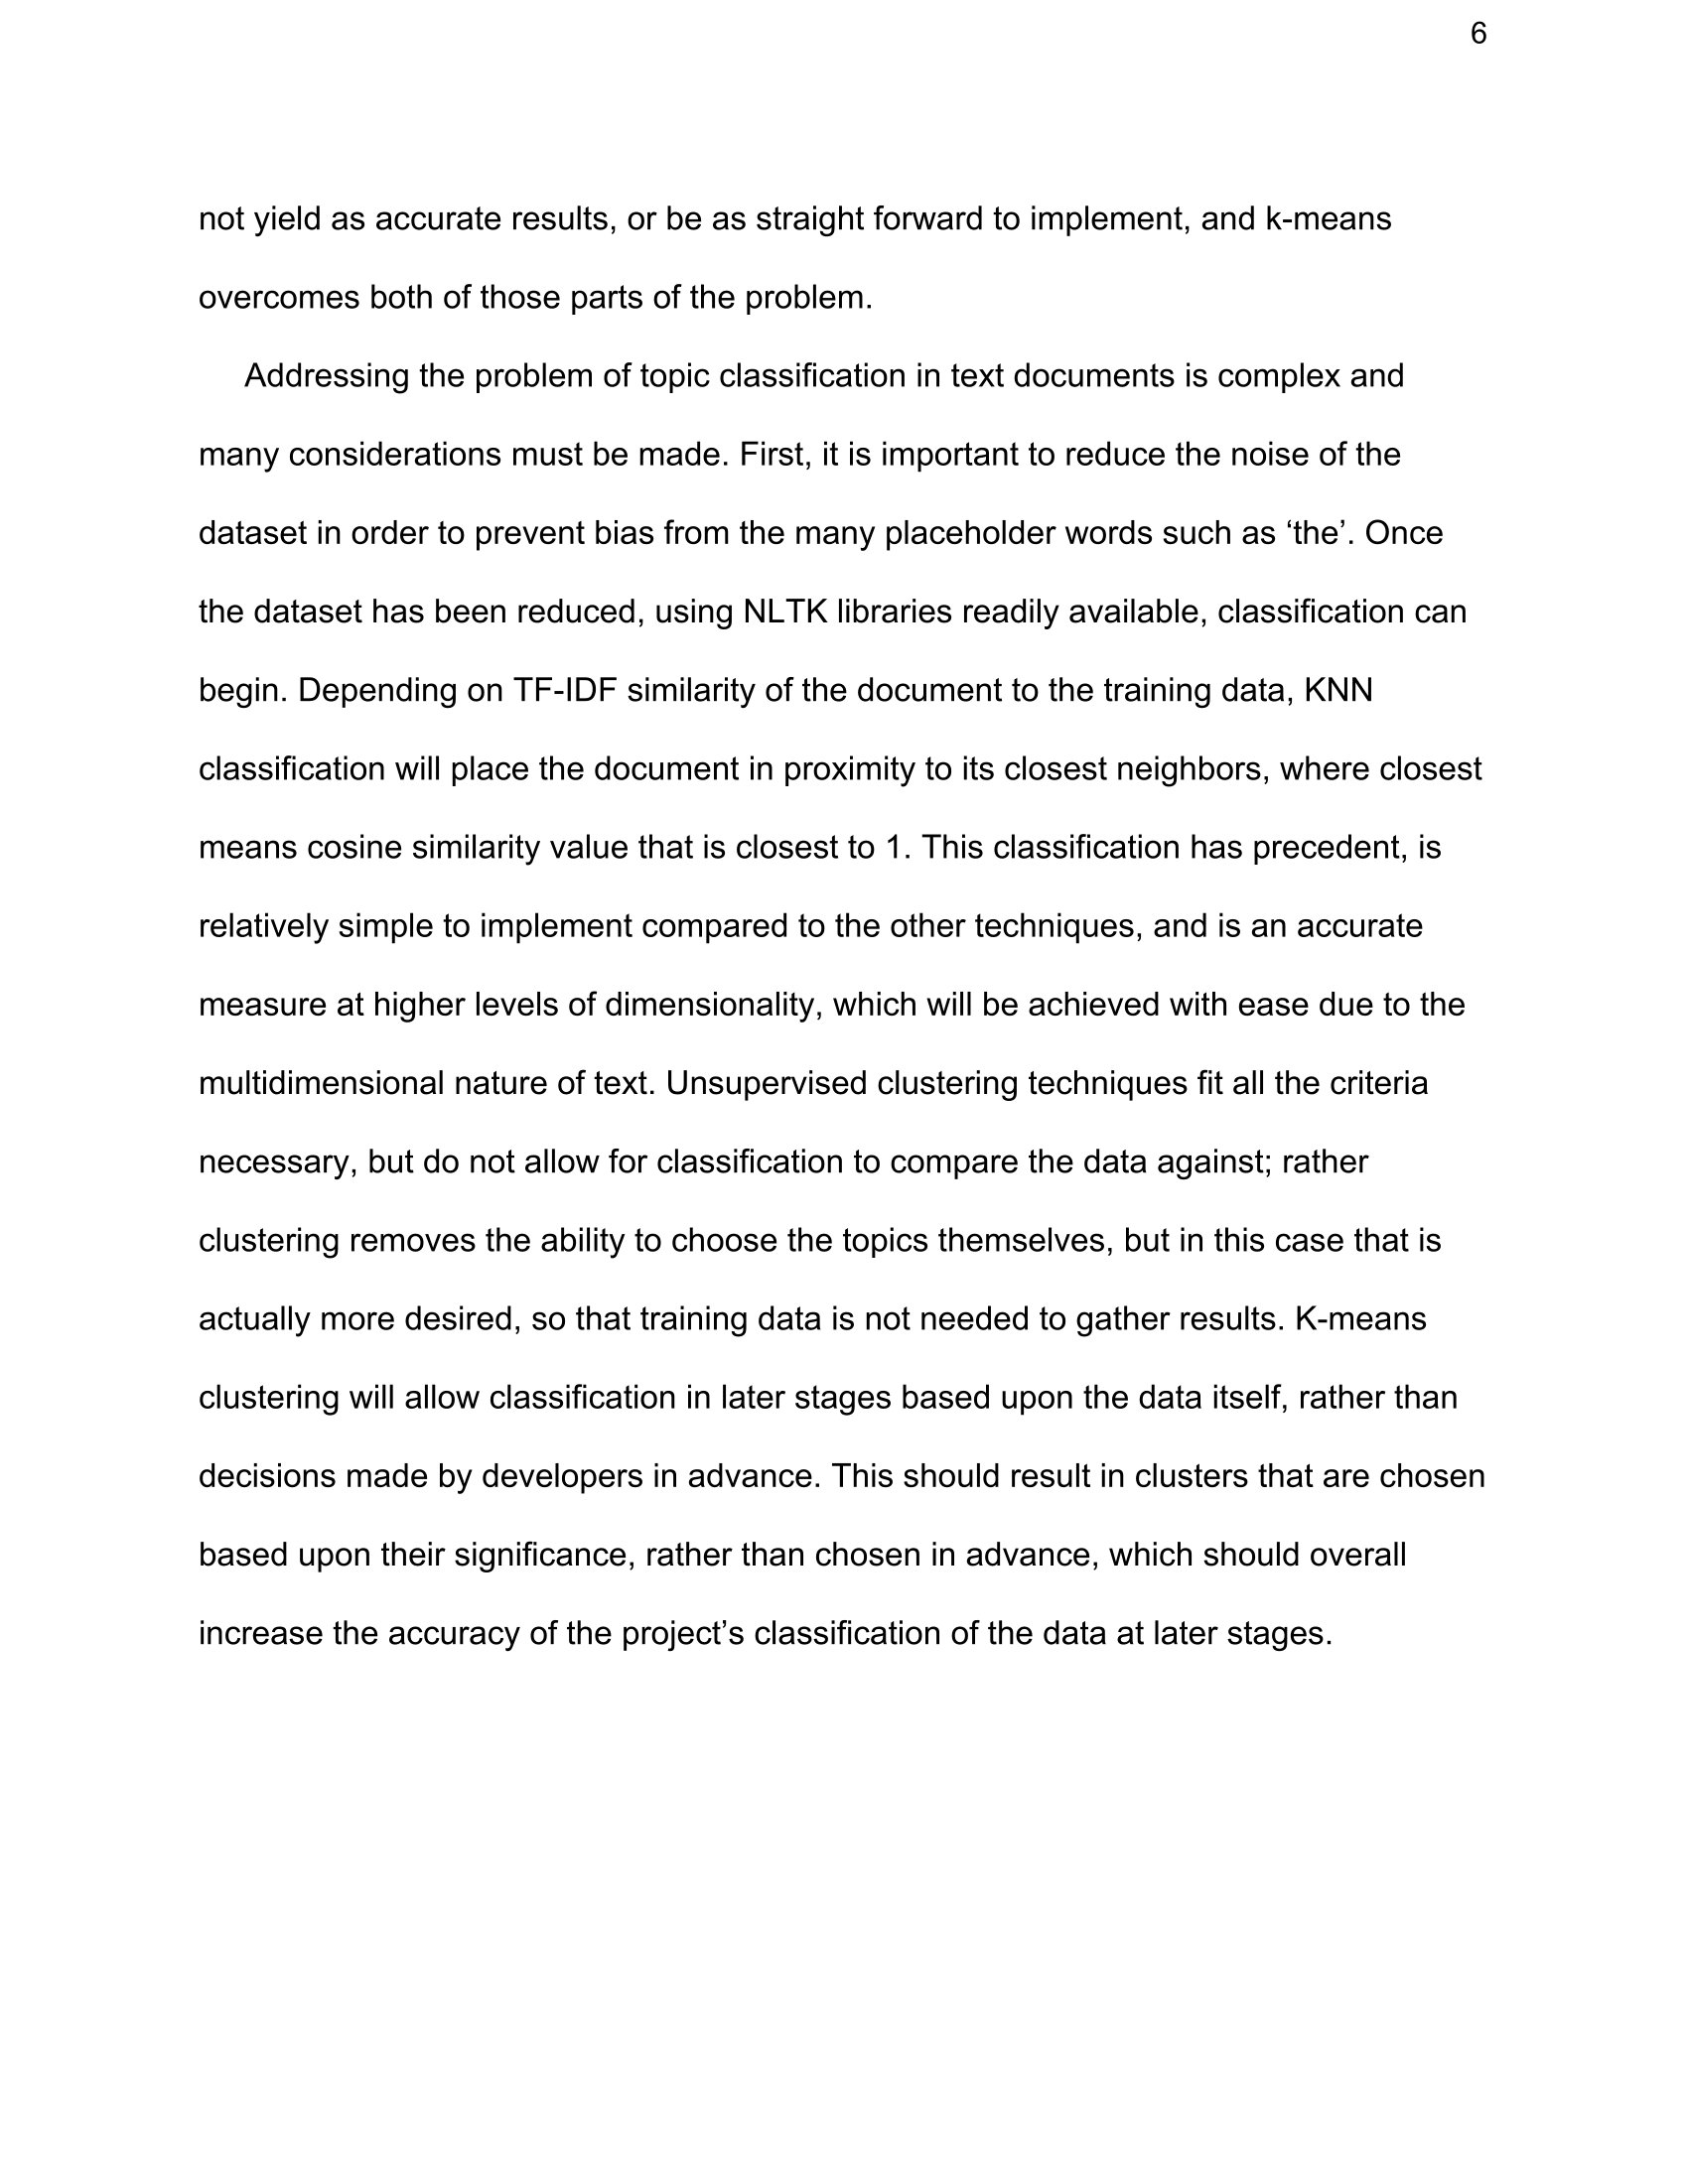 6
not yield as accurate results, or be as straight forward to implement, and k-means
overcomes both of those parts of the problem.
Addressing the problem of topic classification in text documents is complex and
many considerations must be made. First, it is important to reduce the noise of the
dataset in order to prevent bias from the many placeholder words such as ‘the’. Once
the dataset has been reduced, using NLTK libraries readily available, classification can
begin. Depending on TF-IDF similarity of the document to the training data, KNN
classification will place the document in proximity to its closest neighbors, where closest
means cosine similarity value that is closest to 1. This classification has precedent, is
relatively simple to implement compared to the other techniques, and is an accurate
measure at higher levels of dimensionality, which will be achieved with ease due to the
multidimensional nature of text. Unsupervised clustering techniques fit all the criteria
necessary, but do not allow for classification to compare the data against; rather
clustering removes the ability to choose the topics themselves, but in this case that is
actually more desired, so that training data is not needed to gather results. K-means
clustering will allow classification in later stages based upon the data itself, rather than
decisions made by developers in advance. This should result in clusters that are chosen
based upon their significance, rather than chosen in advance, which should overall
increase the accuracy of the project’s classification of the data at later stages.